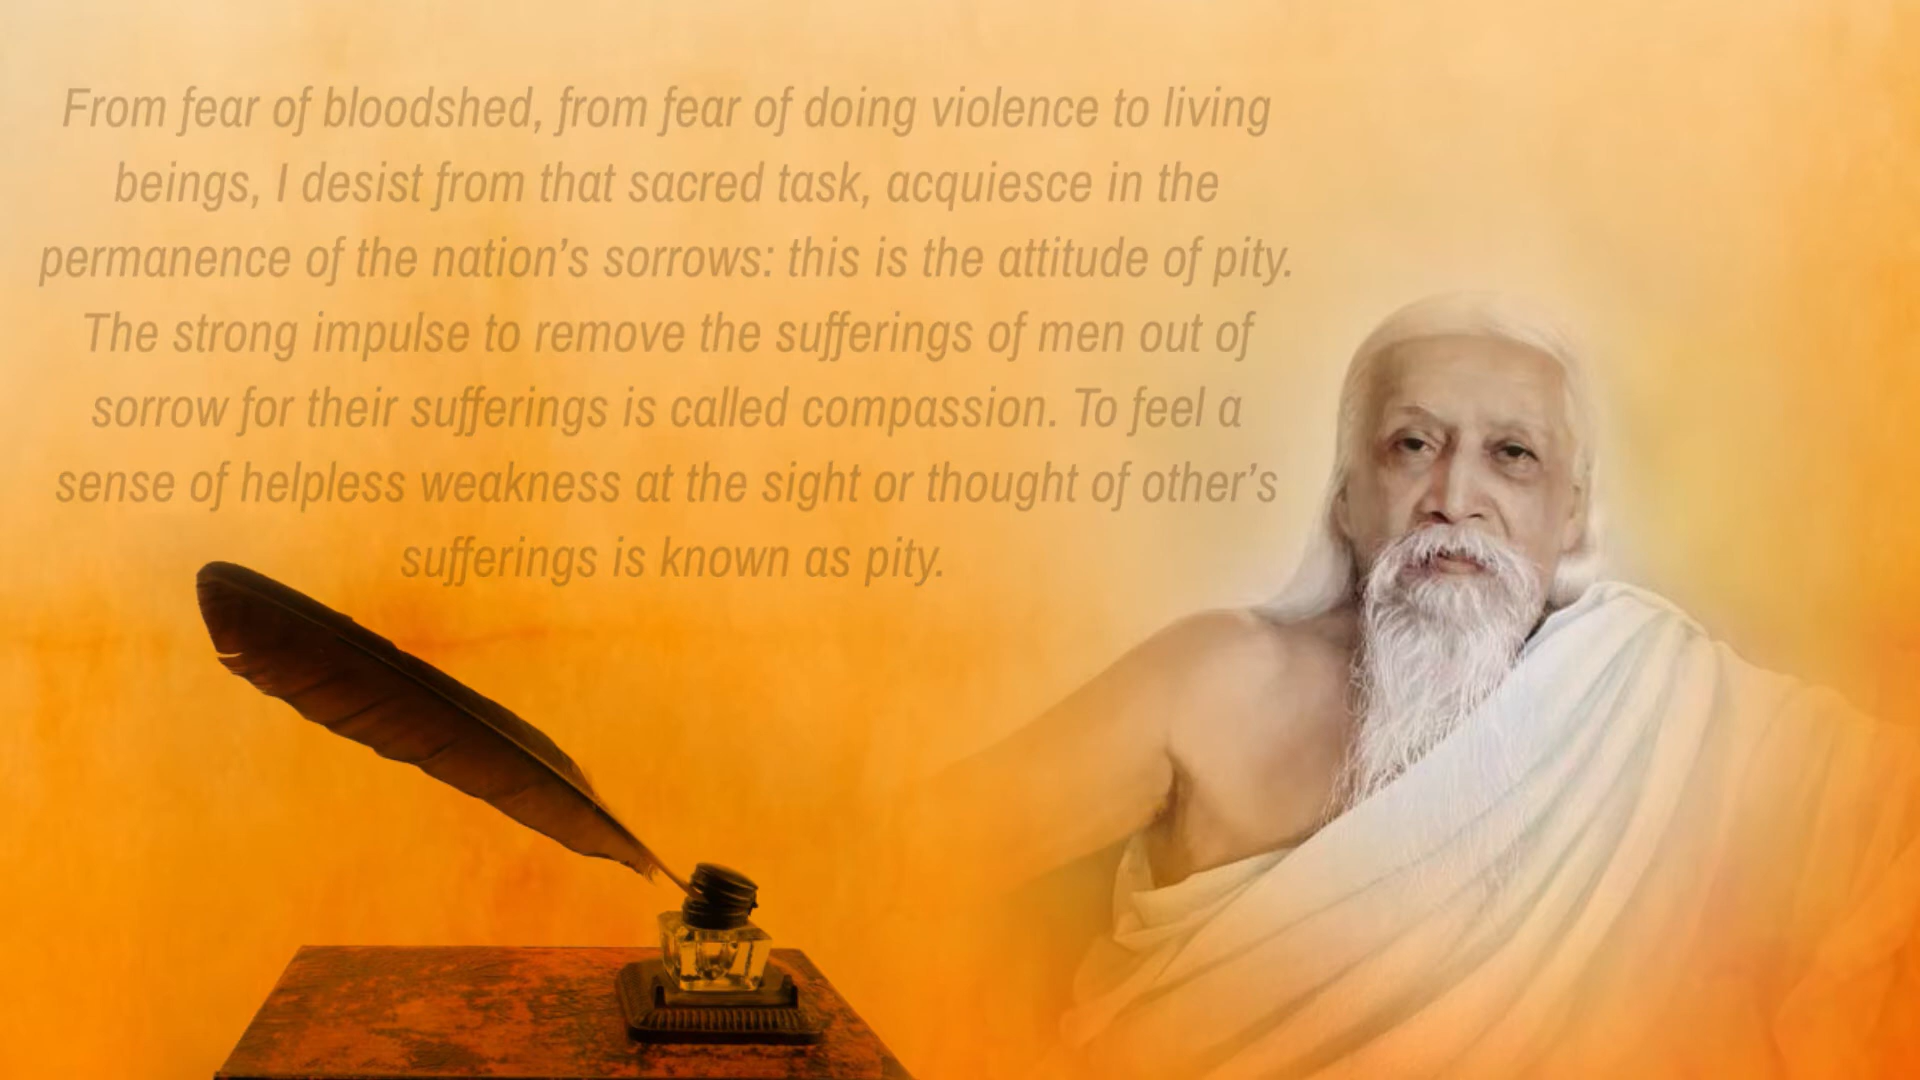 From fear of bloodshed, from fear of doing violence to living
beings, I desist from that sacred task, acquiesce in the
permanence of the nation’s sorrows: this is the attitude of pity.
The strong impulse to remove the sufferings of men out of
sorrow for their sufferings is called compassion. To feel a
sense of helpless weakness at the sight or thought of other’s
sufferings is known as pity.